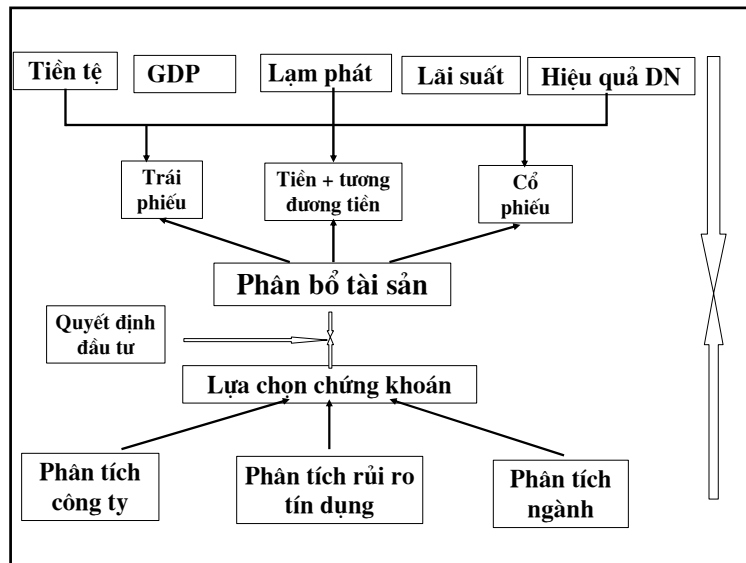 Tiền tệ
GDP
Lạm phát
Lãi suất
Hiệu quả DN
Trái
phiếu
Tiền + tương
đương tiền
Cổ
phiếu
Phân bổ tài sản
Quyết định
đầu tư
Lựa chọn chứng khoán
Phân tích
công ty
Phân tích rủi ro
tín dụng
Phân tích
ngành